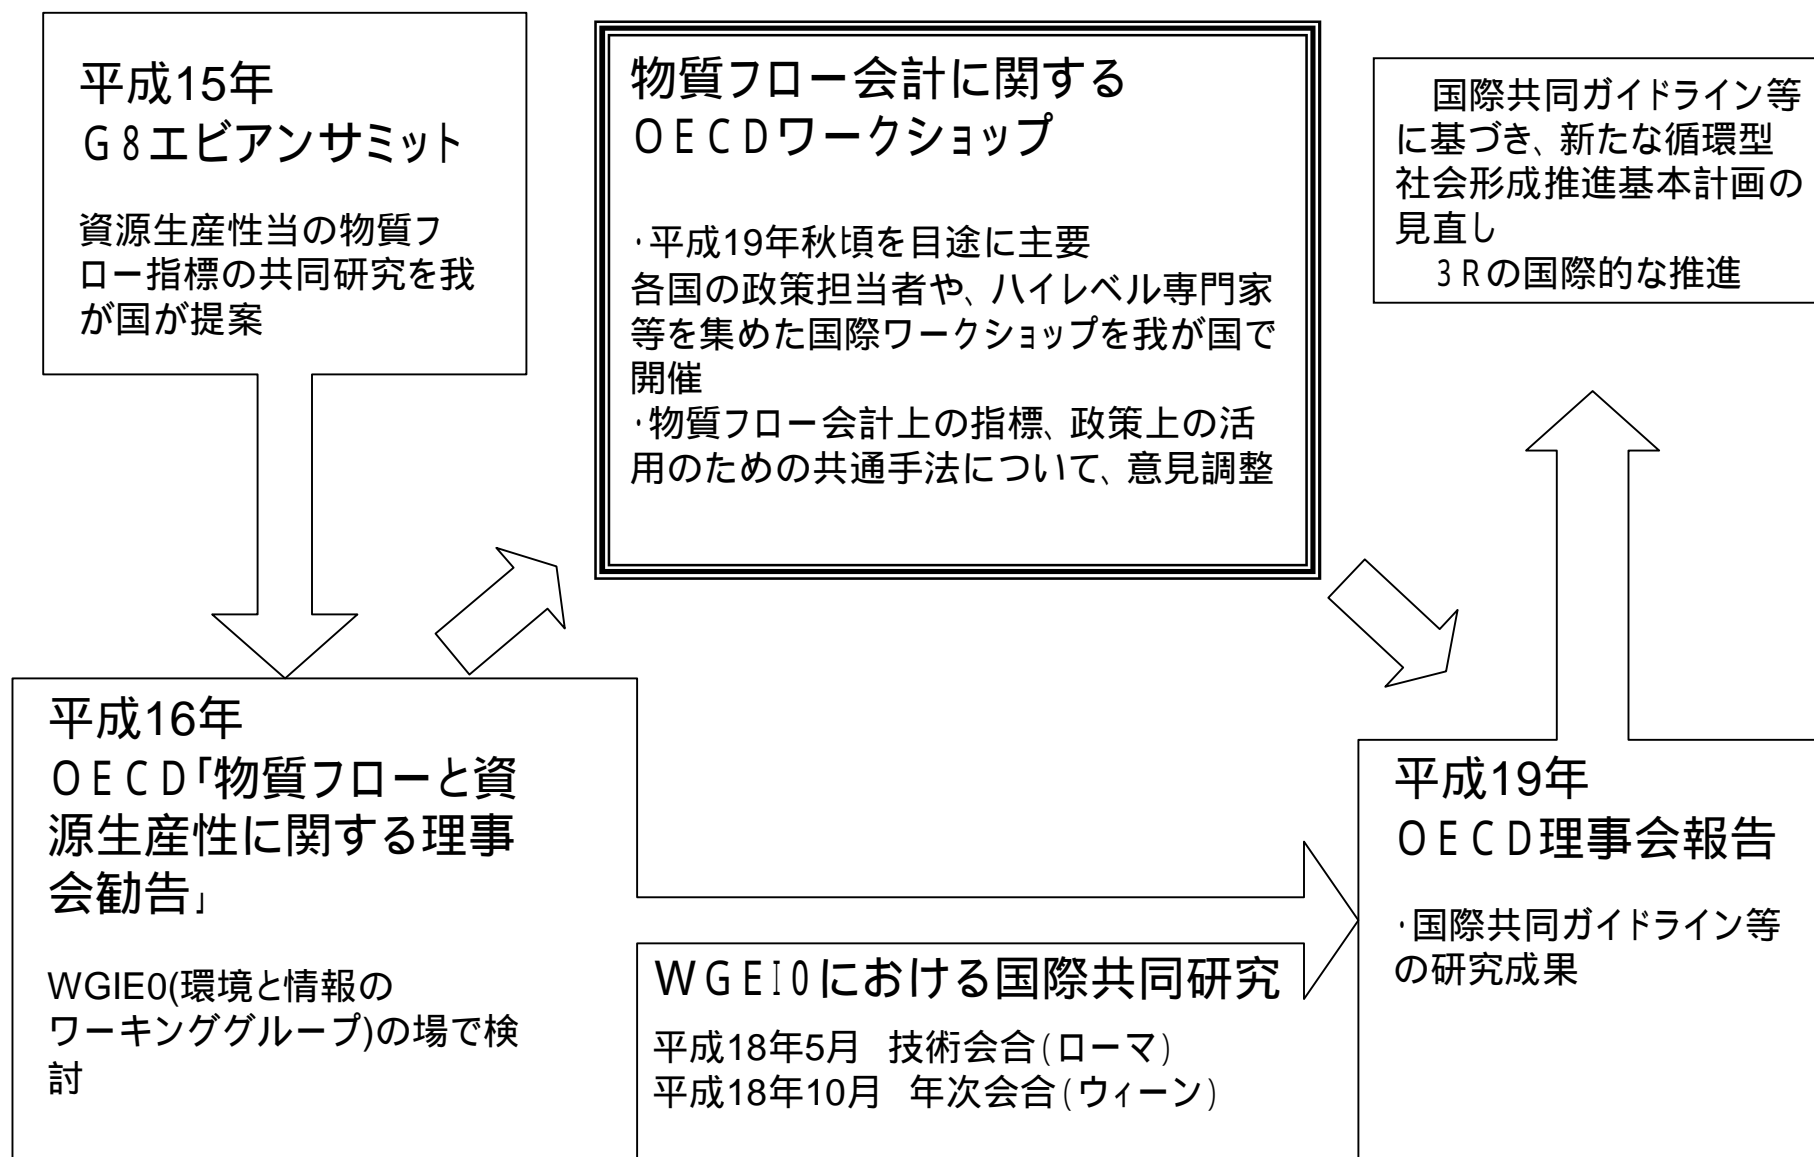 平成15年
G8エビアンサミット
資源生産性当の物質フ
ロー指標の共同研究を我
が国が提案
物質フロー会計に関する
OECDワークショップ
・平成19年秋頃を目途に主要
各国の政策担当者や、ハイレベル専門家
等を集めた国際ワークショップを我が国で
開催
・物質フロー会計上の指標、政策上の活
用のための共通手法について、意見調整
国際共同ガイドライン等
に基づき、新たな循環型
社会形成推進基本計画の
見直し
3Rの国際的な推進
平成16年
OECD「物質フローと資
源生産性に関する理事
会勧告」
WGIE0(環境と情報の
ワーキンググループ)の場で検
討
WGEI0における国際共同研究
平成18年5月 技術会合(ローマ)
平成18年10月 年次会合(ウィーン)
平成19年
OECD理事会報告
・国際共同ガイドライン等
の研究成果